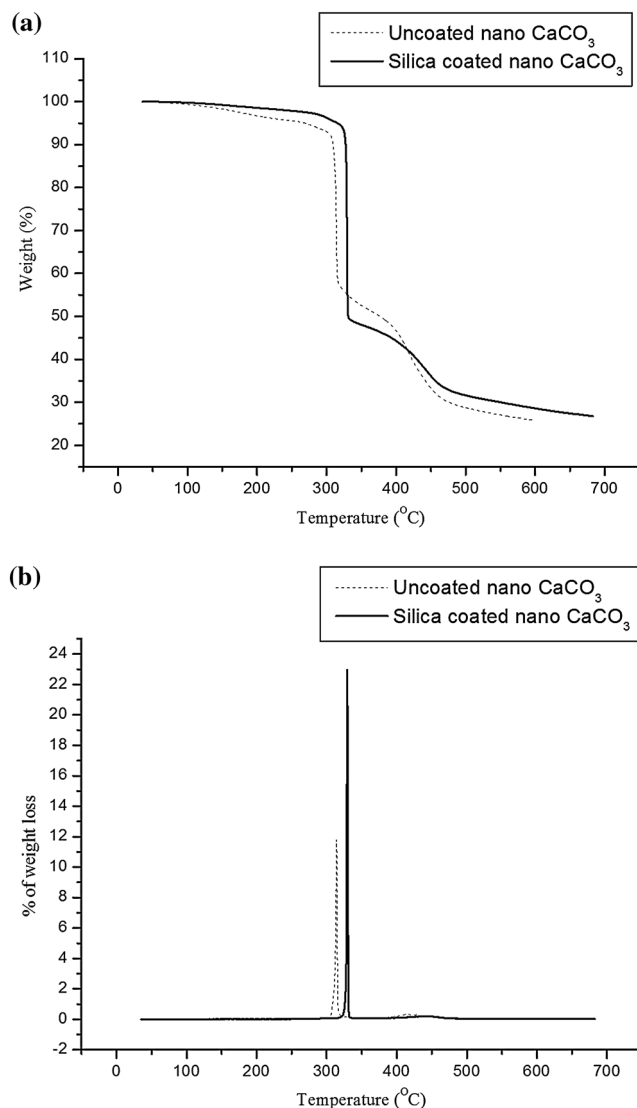 (a)
Uncoated nano CaCO₃
Silica coated nano CaCO₃
110
100
90
80
70
60
50
40
30
20
Weight (%)
0 100 200 300 400 500 600 700
Temperature (°C)
(b)
Uncoated nano CaCO₃
Silica coated nano CaCO₃
24
22
20
18
16
14
12
10
8
6
4
2
0
-2
% of weight loss
0 100 200 300 400 500 600 700
Temperature (°C)